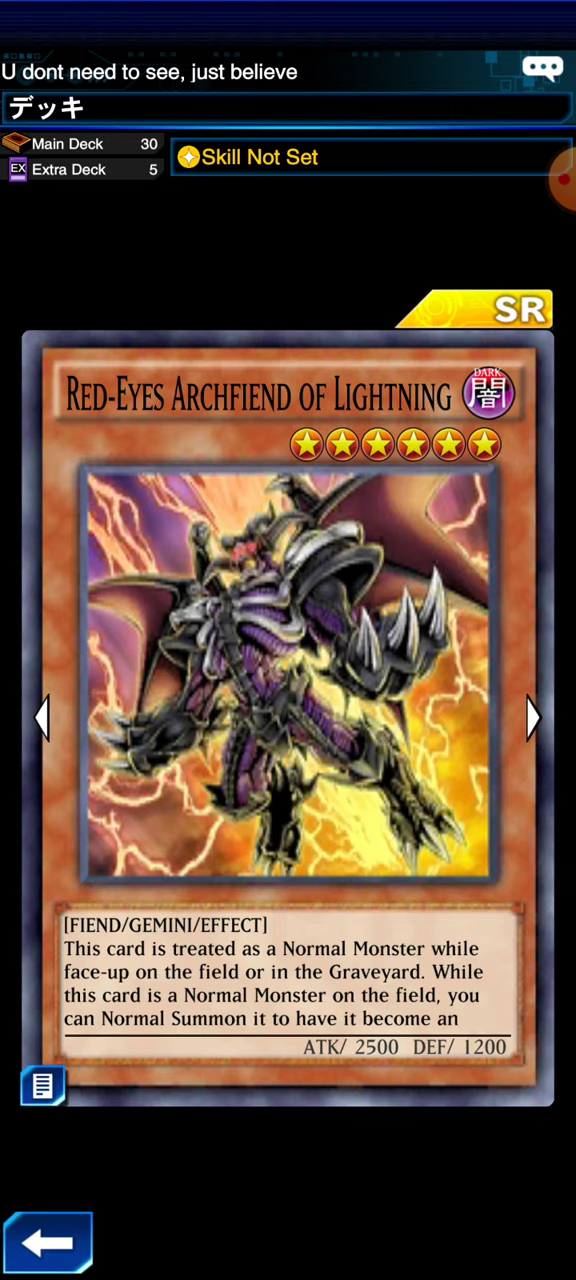 U dont need to see, just believe
デッキ
Main Deck 30
EX Extra Deck 5
Skill Not Set
SR
RED-EYES ARCHFIEND OF LIGHTNING
DARK
闇
[FIEND/GEMINI/EFFECT]
This card is treated as a Normal Monster while
face-up on the field or in the Graveyard. While
this card is a Normal Monster on the field, you
can Normal Summon it to have it become an
ATK/ 2500 DEF/ 1200